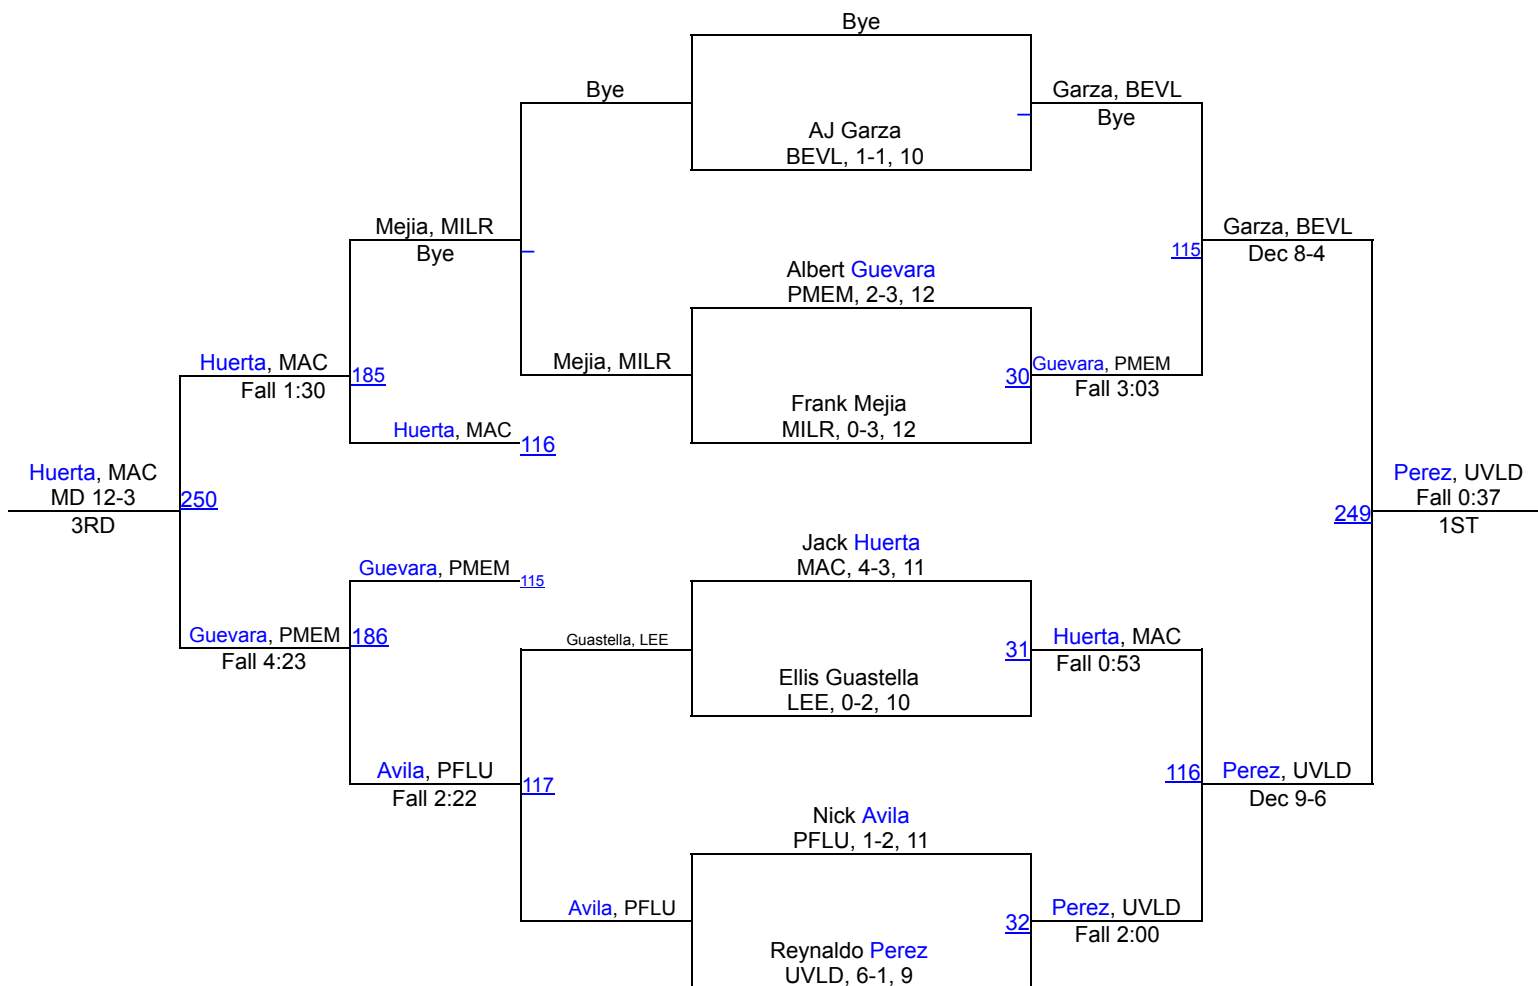 Bye
Bye
Garza, BEVL
Bye
AJ Garza
BEVL, 1-1, 10
Mejia, MILR
Bye
Garza, BEVL
115
Dec 8-4
Albert Guevara
PMEM, 2-3, 12
Huerta, MAC
Fall 1:30
185
Mejia, MILR
30
Guevara, PMEM
Fall 3:03
Frank Mejia
MILR, 0-3, 12
Huerta, MAC
116
Huerta, MAC
MD 12-3
3RD
250
Perez, UVLD
Fall 0:37
1ST
249
Jack Huerta
MAC, 4-3, 11
Guevara, PMEM
115
Guevara, PMEM
Fall 4:23
186
Guastella, LEE
31
Huerta, MAC
Fall 0:53
Ellis Guastella
LEE, 0-2, 10
Avila, PFLU
Fall 2:22
117
116
Perez, UVLD
Dec 9-6
Nick Avila
PFLU, 1-2, 11
Avila, PFLU
32
Perez, UVLD
Fall 2:00
Reynaldo Perez
UVLD, 6-1, 9